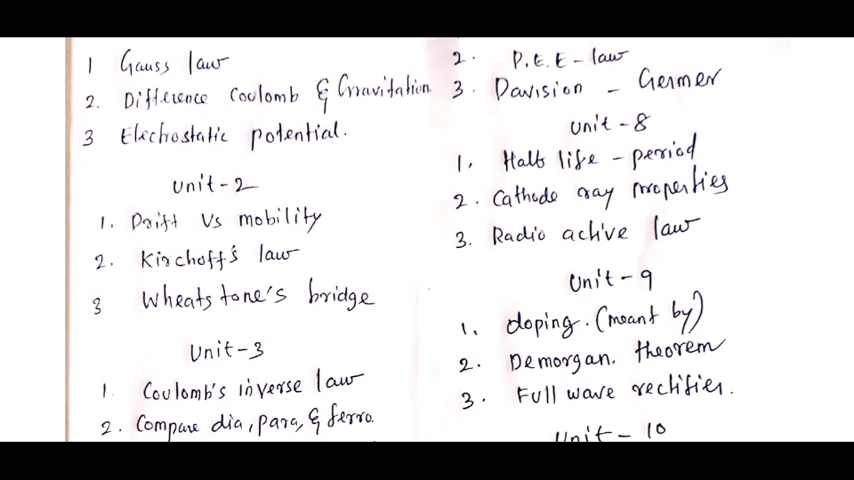 1 Gauss law
2. Difference Coulomb & Gravitation
3 Electrostatic potential.
Unit-2
1. Drift Vs mobility
2. Kirchoff's law
3 Wheatstone's bridge
Unit-3
1. Coulomb's inverse law
2. Compare dia, para, & ferro.
2. P.E.E - law
3. Davision - Germer
Unit-8
1. Half life - period
2. Cathode ray properties
3. Radio active law
Unit-9
1. doping. (meant by)
2. Demorgan. theorem
3. Full wave rectifier.
Unit-10